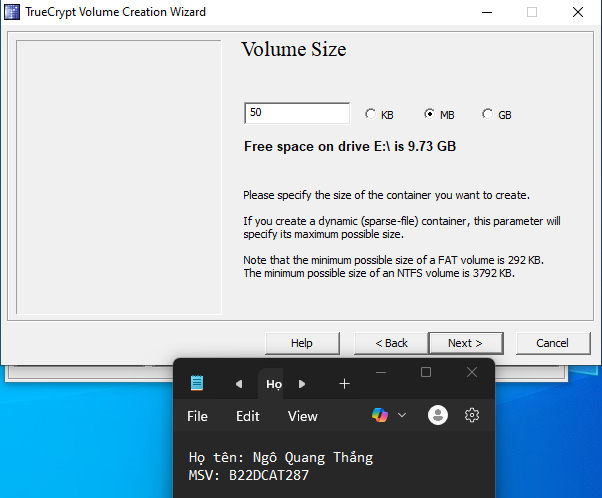 TrueCrypt Volume Creation Wizard
Volume Size
50
KB
MB
GB
Free space on drive E:\ is 9.73 GB
Please specify the size of the container you want to create.
If you create a dynamic (sparse-file) container, this parameter will
specify its maximum possible size.
Note that the minimum possible size of a FAT volume is 292 KB.
The minimum possible size of an NTFS volume is 3792 KB.
Help
< Back
Next >
Cancel
Họ
File
Edit
View
Họ tên: Ngô Quang Thắng
MSV: B22DCAT287